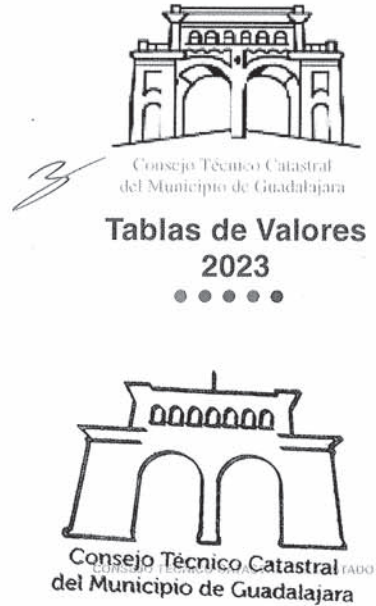 Consejo Técnico Catastral
del Municipio de Guadalajara
Tablas de Valores
2023
Consejo Técnico Catastral
del Municipio de Guadalajara